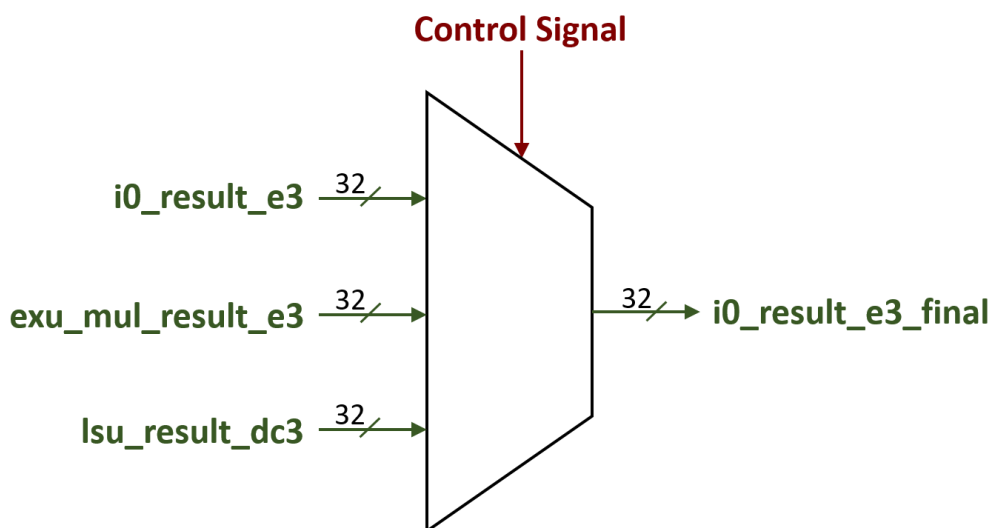 Control Signal
i0_result_e3
32
exu_mul_result_e3
32
32
i0_result_e3_final
lsu_result_dc3
32